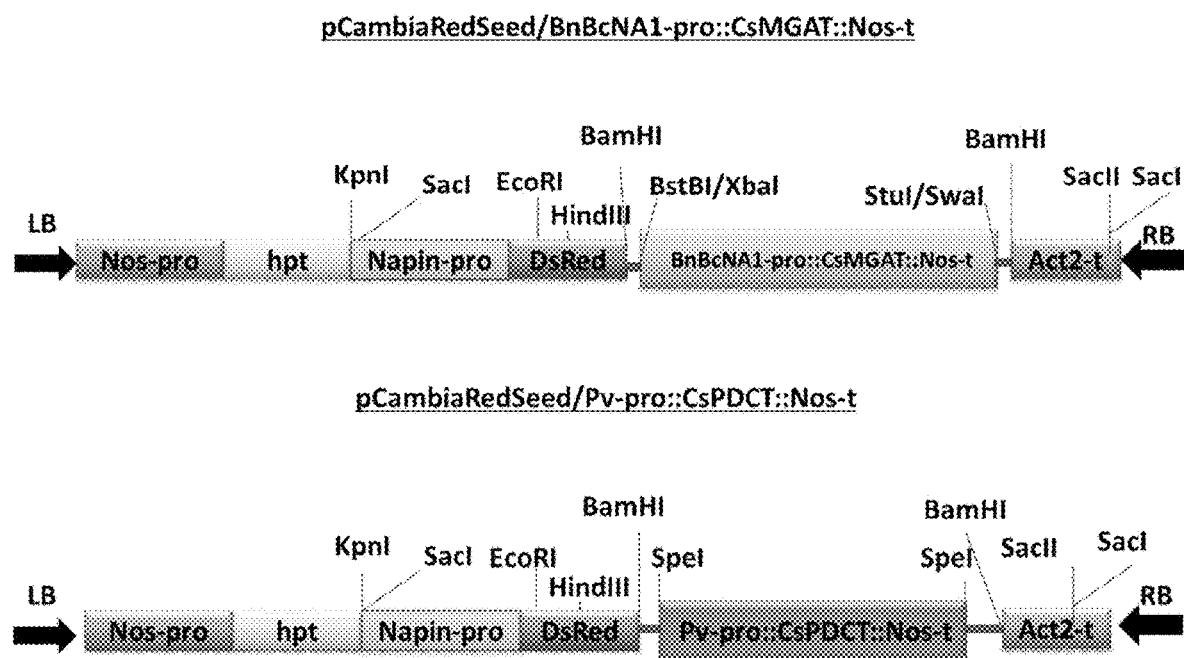 pCambiaRedSeed/BnBcNA1-pro::CsMGAT::Nos-t
BamHI
BamHI
KpnI
SacI
EcoRI
BstBI/XbaI
StuI/SwaI
SacII
SacI
HindIII
LB
RB
Nos-pro
hpt
Napin-pro
DsRed
BnBcNA1-pro::CsMGAT::Nos-t
Act2-t
pCambiaRedSeed/Pv-pro::CsPDCT::Nos-t
BamHI
BamHI
KpnI
SacI
EcoRI
SpeI
SpeI
SacII
SacI
HindIII
LB
RB
Nos-pro
hpt
Napin-pro
DsRed
Pv-pro::CsPDCT::Nos-t
Act2-t